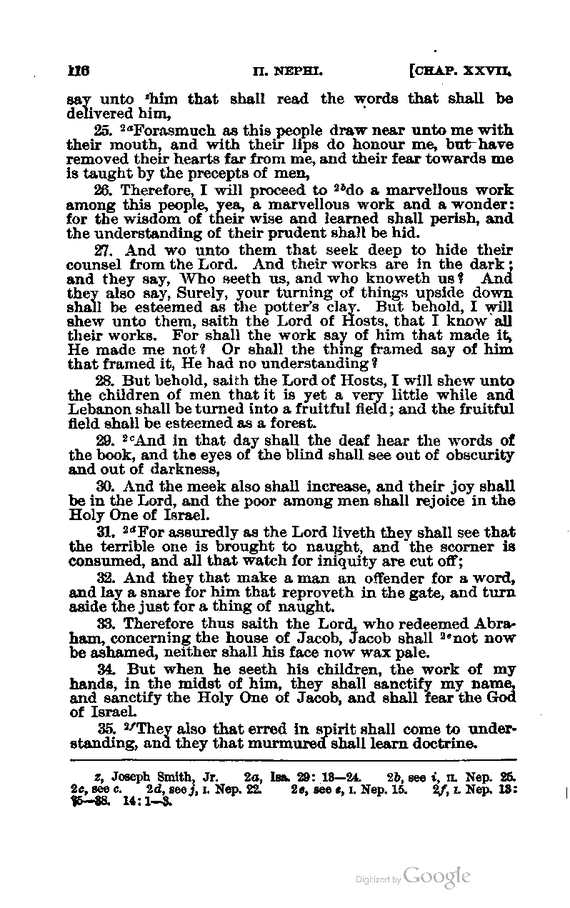 116 II. NEPHI. [CHAP. XXVII.
say unto ᶻhim that shall read the words that shall be
delivered him,
25. ²ᵃForasmuch as this people draw near unto me with
their mouth, and with their lips do honour me, but have
removed their hearts far from me, and their fear towards me
is taught by the precepts of men,
26. Therefore, I will proceed to ²ᵇdo a marvellous work
among this people, yea, a marvellous work and a wonder:
for the wisdom of their wise and learned shall perish, and
the understanding of their prudent shall be hid.
27. And wo unto them that seek deep to hide their
counsel from the Lord. And their works are in the dark;
and they say, Who seeth us, and who knoweth us? And
they also say, Surely, your turning of things upside down
shall be esteemed as the potter's clay. But behold, I will
shew unto them, saith the Lord of Hosts, that I know all
their works. For shall the work say of him that made it,
He made me not? Or shall the thing framed say of him
that framed it, He had no understanding?
28. But behold, saith the Lord of Hosts, I will shew unto
the children of men that it is yet a very little while and
Lebanon shall be turned into a fruitful field; and the fruitful
field shall be esteemed as a forest.
29. ²ᶜAnd in that day shall the deaf hear the words of
the book, and the eyes of the blind shall see out of obscurity
and out of darkness,
30. And the meek also shall increase, and their joy shall
be in the Lord, and the poor among men shall rejoice in the
Holy One of Israel.
31. ²ᵈFor assuredly as the Lord liveth they shall see that
the terrible one is brought to naught, and the scorner is
consumed, and all that watch for iniquity are cut off;
32. And they that make a man an offender for a word,
and lay a snare for him that reproveth in the gate, and turn
aside the just for a thing of naught.
33. Therefore thus saith the Lord, who redeemed Abra-
ham, concerning the house of Jacob, Jacob shall ²ᵉnot now
be ashamed, neither shall his face now wax pale.
34. But when he seeth his children, the work of my
hands, in the midst of him, they shall sanctify my name,
and sanctify the Holy One of Jacob, and shall fear the God
of Israel.
35. ²ᶠThey also that erred in spirit shall come to under-
standing, and they that murmured shall learn doctrine.
z, Joseph Smith, Jr. 2a, Isa. 29: 13—24. 2b, see i, II. Nep. 25.
2c, see c. 2d, see j, I. Nep. 22. 2e, see e, I. Nep. 15. 2f, I. Nep. 13:
35—38. 14: 1—3.
Digitized by Google